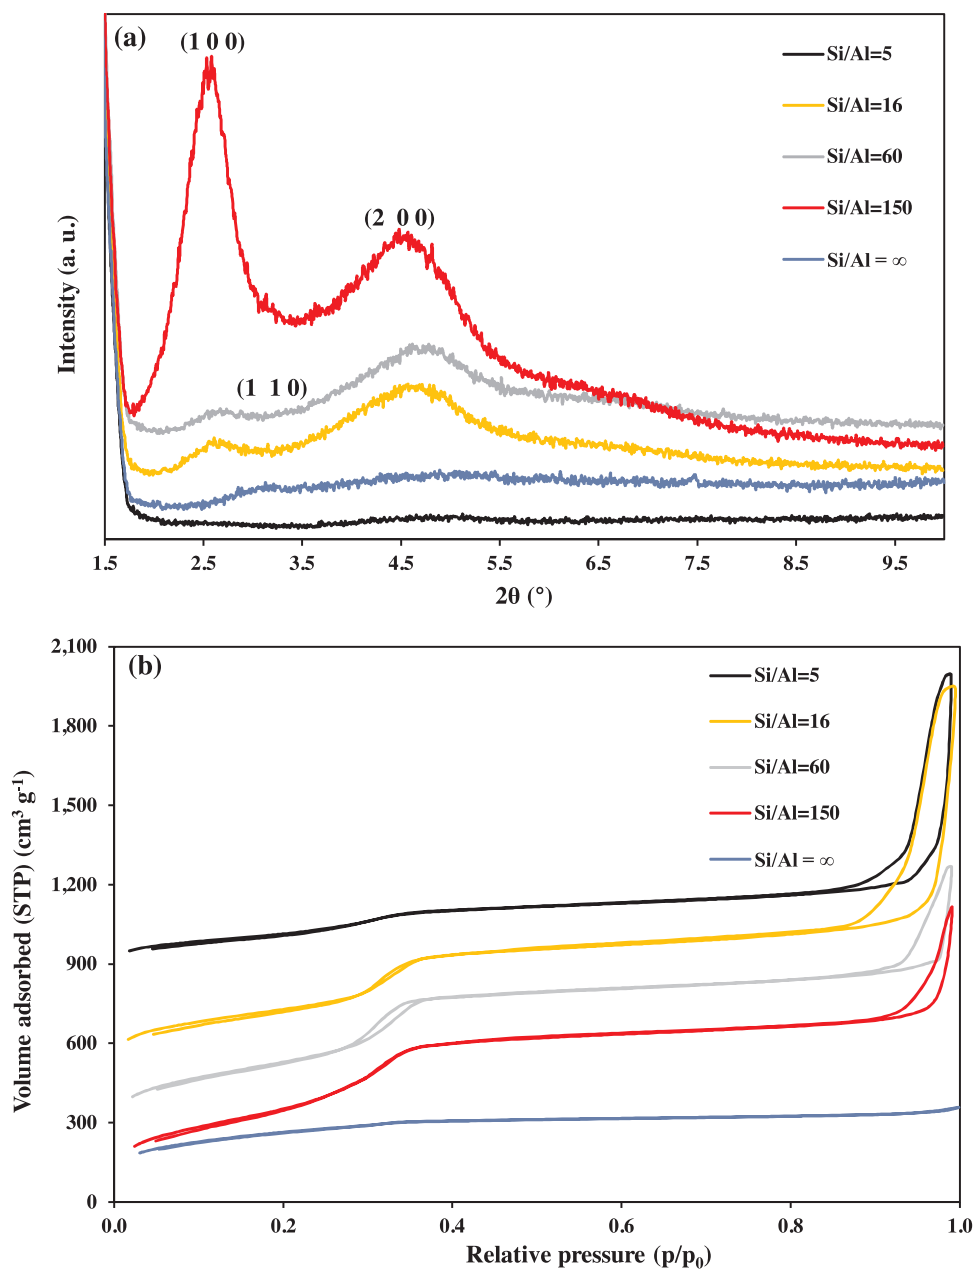 (a)
(1 0 0)
(2 0 0)
(1 1 0)
Si/Al=5
Si/Al=16
Si/Al=60
Si/Al=150
Si/Al = ∞
Intensity (a. u.)
1.5 2.5 3.5 4.5 5.5 6.5 7.5 8.5 9.5
2θ (°)
(b)
Si/Al=5
Si/Al=16
Si/Al=60
Si/Al=150
Si/Al = ∞
Volume adsorbed (STP) (cm³ g⁻¹)
2,100
1,800
1,500
1,200
900
600
300
0
0.0 0.2 0.4 0.6 0.8 1.0
Relative pressure (p/p₀)